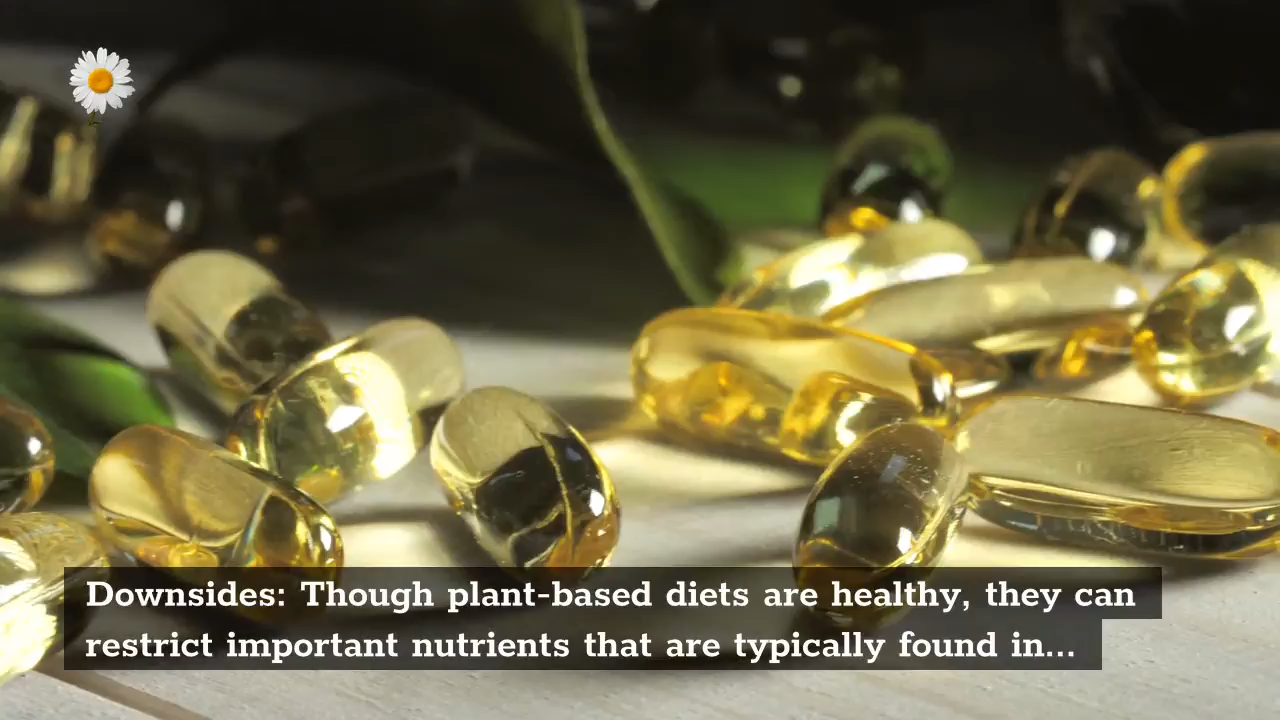 Downsides: Though plant-based diets are healthy, they can
restrict important nutrients that are typically found in...